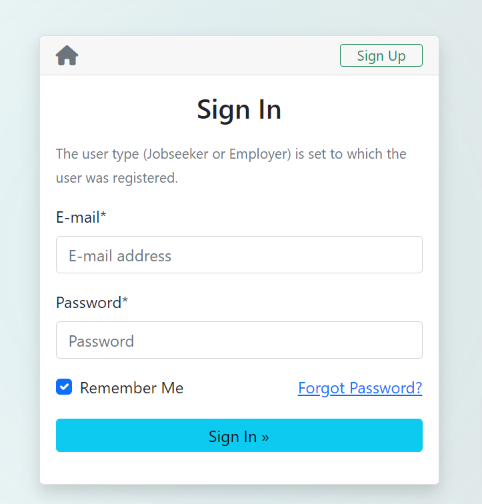 Sign Up
Sign In
The user type (Jobseeker or Employer) is set to which the
user was registered.
E-mail*
E-mail address
Password*
Password
Remember Me Forgot Password?
Sign In »